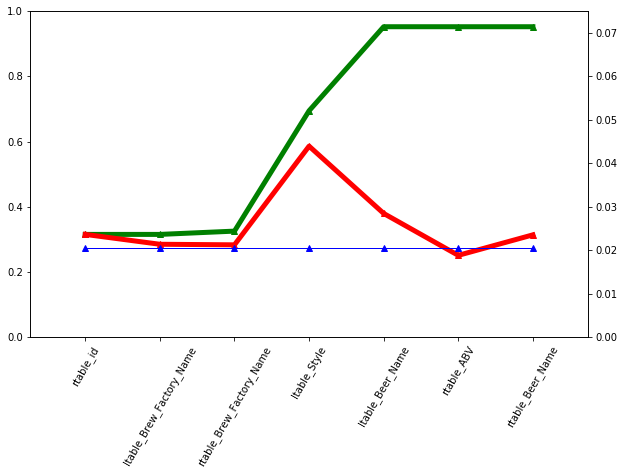 1.0
0.8
0.6
0.4
0.2
0.0
0.07
0.06
0.05
0.04
0.03
0.02
0.01
0.00
rtable_id
ltable_Brew_Factory_Name
rtable_Brew_Factory_Name
ltable_Style
ltable_Beer_Name
rtable_ABV
rtable_Beer_Name